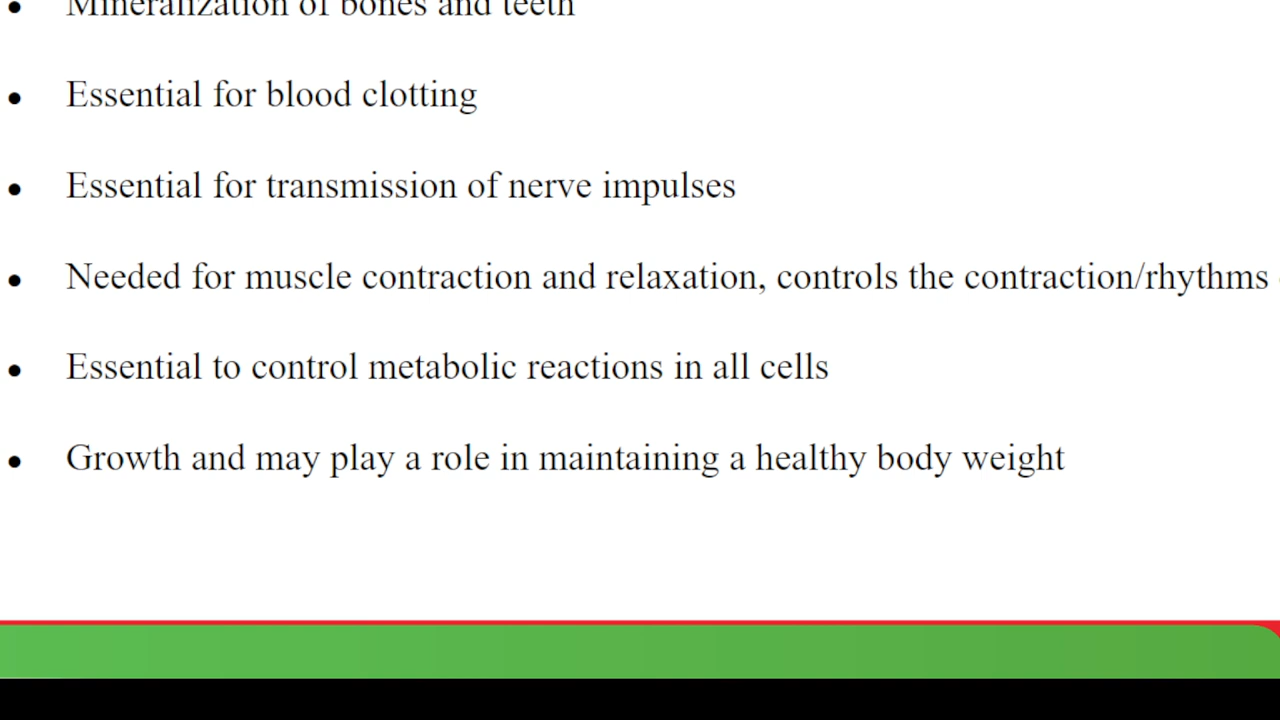 Mineralization of bones and teeth
• Essential for blood clotting
• Essential for transmission of nerve impulses
• Needed for muscle contraction and relaxation, controls the contraction/rhythms
• Essential to control metabolic reactions in all cells
• Growth and may play a role in maintaining a healthy body weight